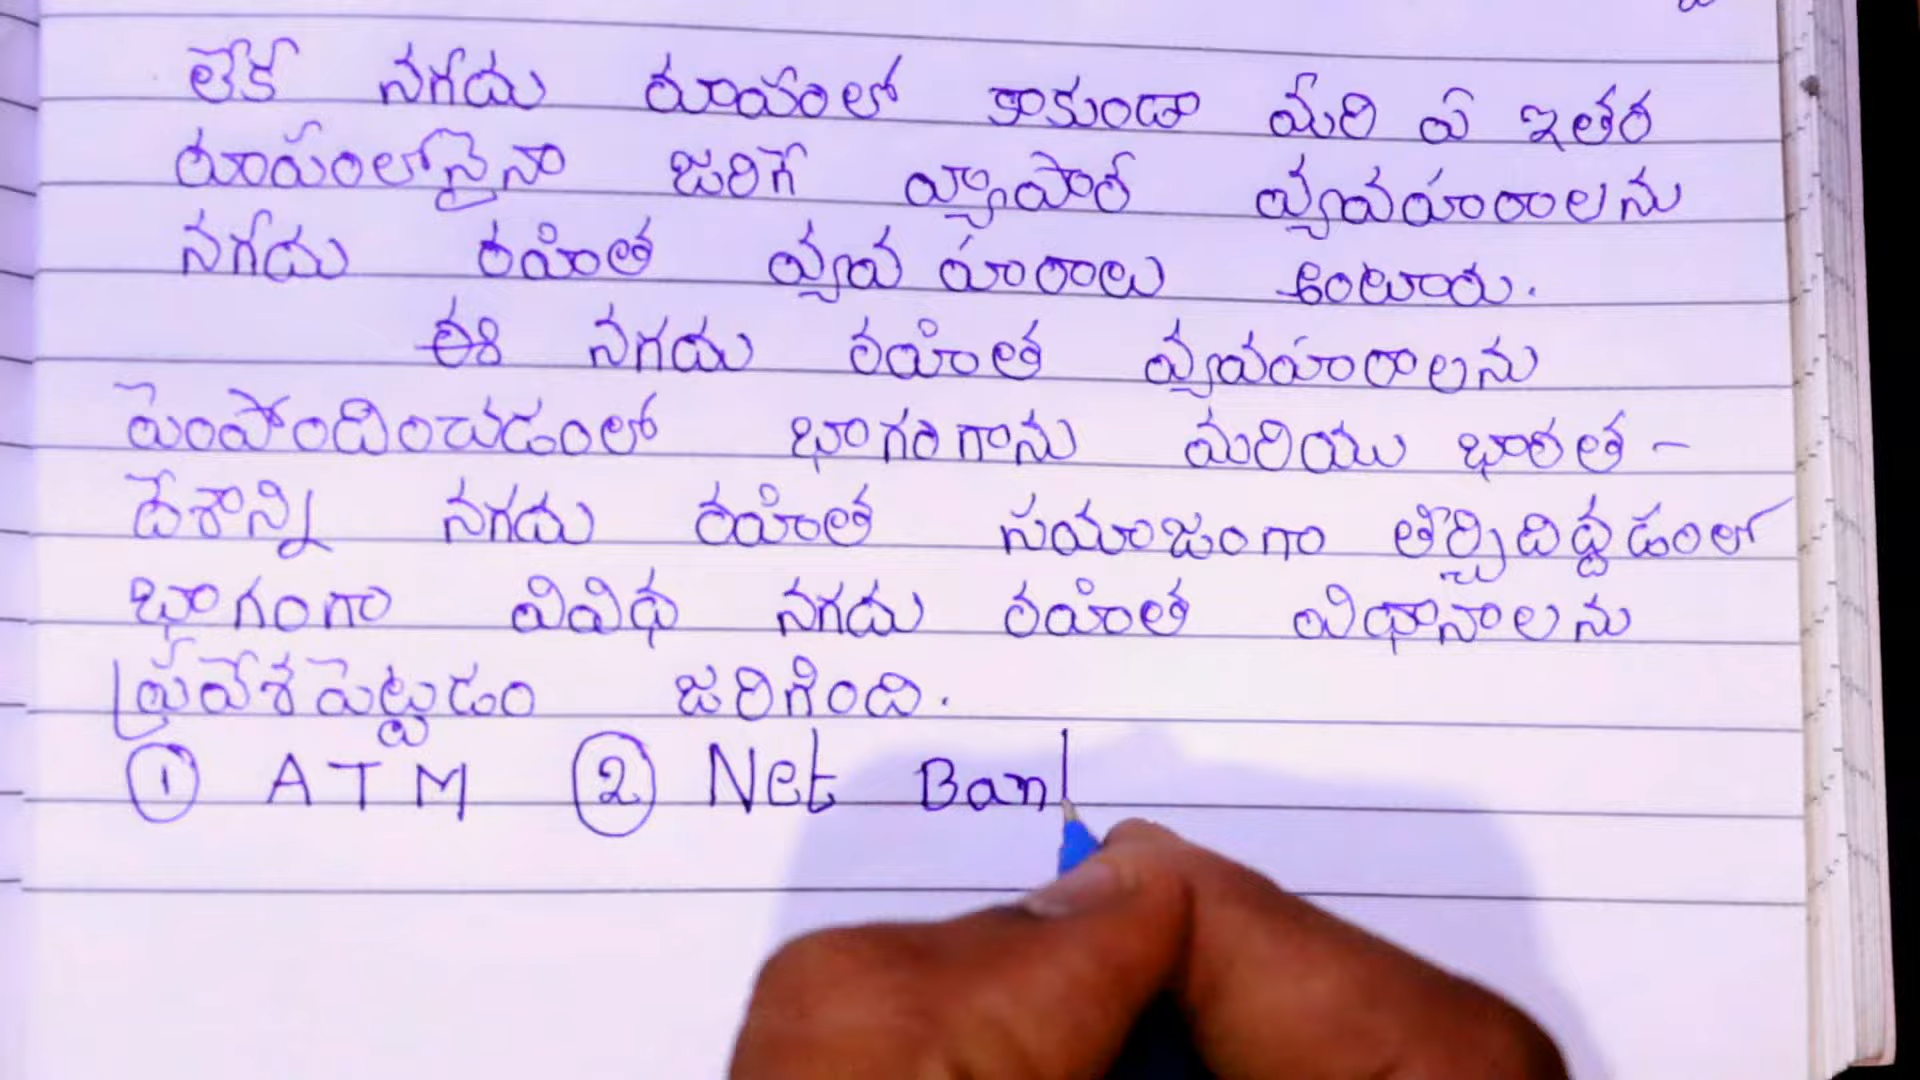 లేక నగదు రూపంలో కాకుండా మరి ఏ ఇతర
రూపంలోనైనా జరిగే వ్యాపార వ్యవహారాలను
నగదు రహిత వ్యవ హారాలు అంటారు.
ఈ నగదు రహిత వ్యవహారాలను
పెంపోందించడంలో భాగంగాను మరియు భారత -
దేశాన్ని నగదు రహిత సమాజంగా తీర్చిదిద్దడంలో
భాగంగా వివిధ నగదు రహిత విధానాలను
ప్రవేశపెట్టడం జరిగింది.
① ATM ② Net Ban